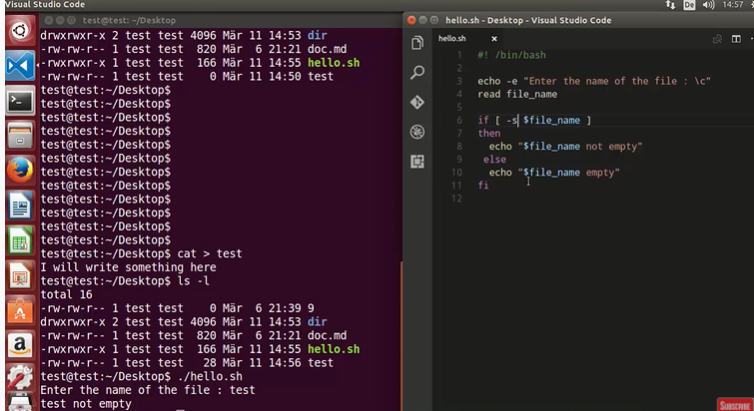 Visual Studio Code
De
14:57
test@test: ~/Desktop
drwxrwxr-x 2 test test 4096 Mär 11 14:53 dir
-rw-rw-r-- 1 test test  820 Mär  6 21:21 doc.md
-rwxrwxr-x 1 test test  166 Mär 11 14:55 hello.sh
-rw-rw-r-- 1 test test    0 Mär 11 14:50 test
test@test:~/Desktop$
test@test:~/Desktop$
test@test:~/Desktop$
test@test:~/Desktop$
test@test:~/Desktop$
test@test:~/Desktop$
test@test:~/Desktop$
test@test:~/Desktop$
test@test:~/Desktop$
test@test:~/Desktop$
test@test:~/Desktop$
test@test:~/Desktop$
test@test:~/Desktop$ cat > test
I will write something here
test@test:~/Desktop$ ls -l
total 16
-rw-rw-r-- 1 test test    0 Mär  6 21:39 9
drwxrwxr-x 2 test test 4096 Mär 11 14:53 dir
-rw-rw-r-- 1 test test  820 Mär  6 21:21 doc.md
-rwxrwxr-x 1 test test  166 Mär 11 14:55 hello.sh
-rw-rw-r-- 1 test test   28 Mär 11 14:56 test
test@test:~/Desktop$ ./hello.sh
Enter the name of the file : test
test not empty
hello.sh - Desktop - Visual Studio Code
hello.sh
1 #! /bin/bash
2
3 echo -e "Enter the name of the file : \c"
4 read file_name
5
6 if [ -s $file_name ]
7 then
8   echo "$file_name not empty"
9  else
10   echo "$file_name empty"
11 fi
12
SUBSCRIBE